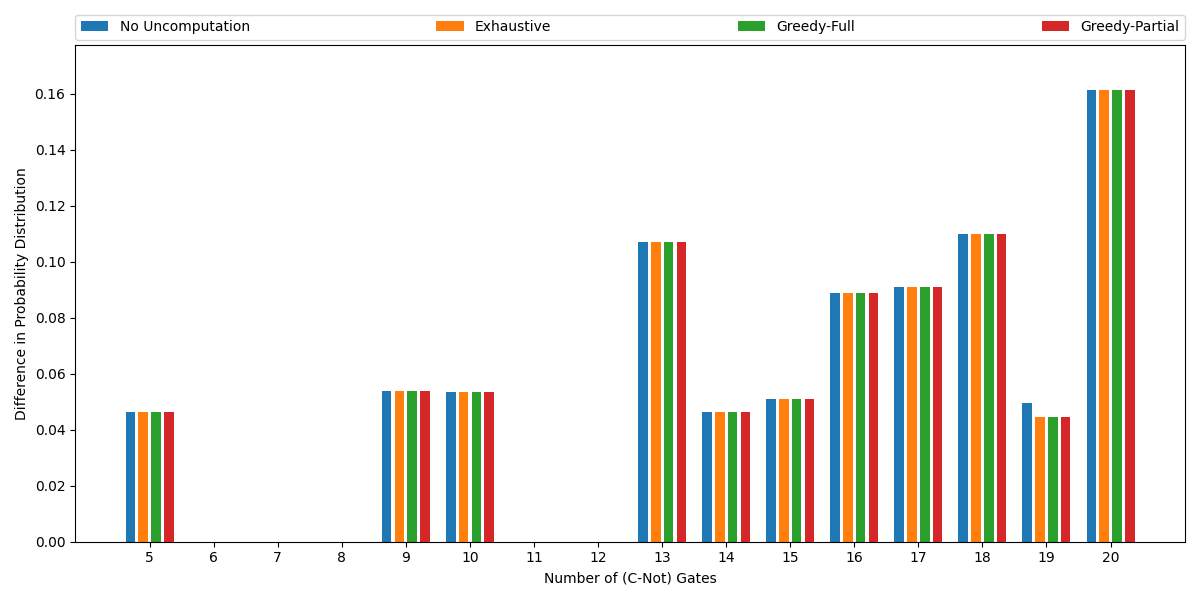 No Uncomputation Exhaustive Greedy-Full Greedy-Partial
0.16
0.14
0.12
0.10
0.08
0.06
0.04
0.02
0.00
Difference in Probability Distribution
5 6 7 8 9 10 11 12 13 14 15 16 17 18 19 20
Number of (C-Not) Gates